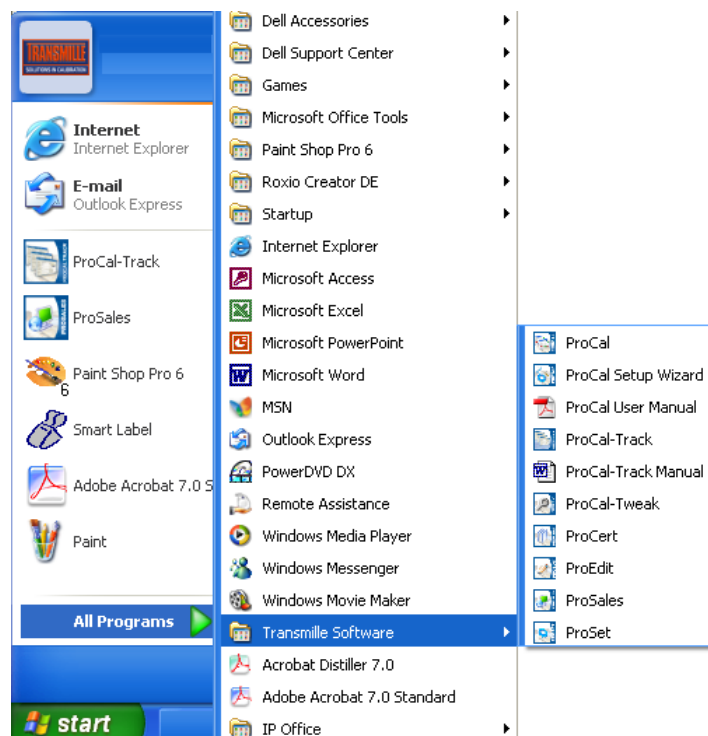 TRANSMILLE
SOLUTIONS IN CALIBRATION
Internet
Internet Explorer
E-mail
Outlook Express
ProCal-Track
ProSales
Paint Shop Pro 6
6
Smart Label
Adobe Acrobat 7.0 S
Paint
All Programs
start
Dell Accessories
Dell Support Center
Games
Microsoft Office Tools
Paint Shop Pro 6
Roxio Creator DE
Startup
Internet Explorer
Microsoft Access
Microsoft Excel
Microsoft PowerPoint
Microsoft Word
MSN
Outlook Express
PowerDVD DX
Remote Assistance
Windows Media Player
Windows Messenger
Windows Movie Maker
Transmille Software
Acrobat Distiller 7.0
Adobe Acrobat 7.0 Standard
IP Office
ProCal
ProCal Setup Wizard
ProCal User Manual
ProCal-Track
ProCal-Track Manual
ProCal-Tweak
ProCert
ProEdit
ProSales
ProSet